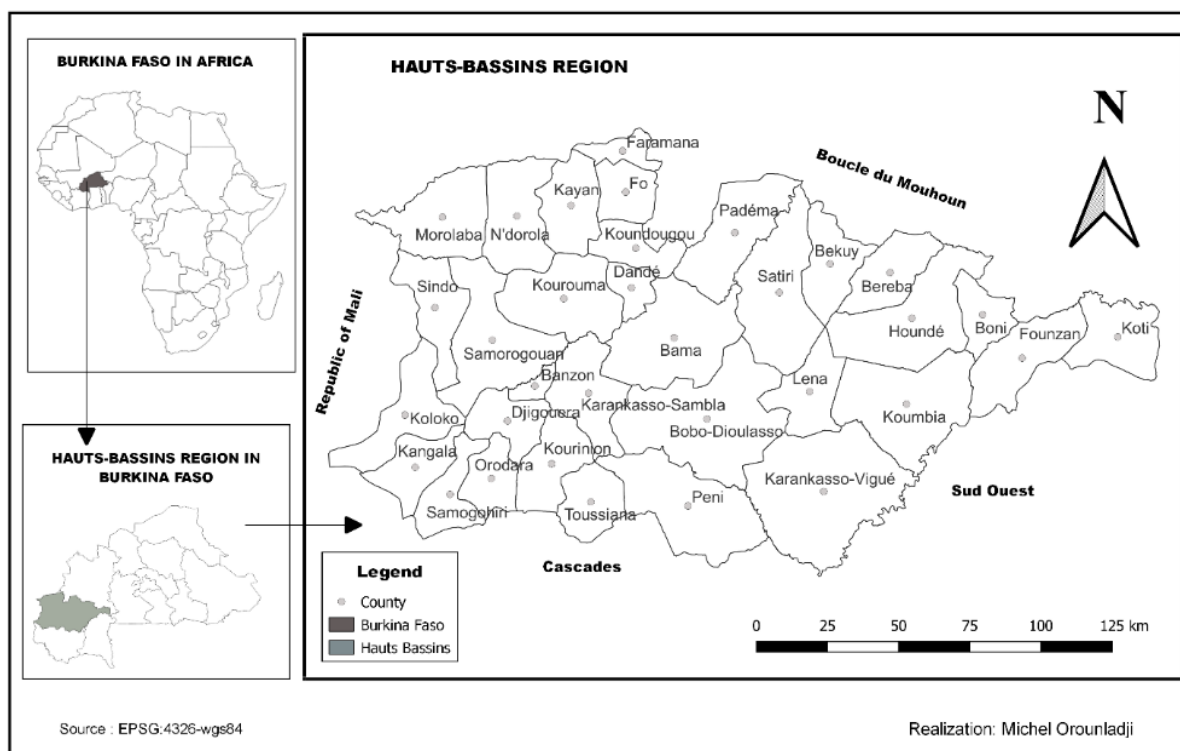 BURKINA FASO IN AFRICA
HAUTS-BASSINS REGION IN
BURKINA FASO
HAUTS-BASSINS REGION
N
Boucle du Mouhoun
Republic of Mali
Sud Ouest
Cascades
Faramana
Fo
Kayan
Padéma
Morolaba
N'dorola
Koundougou
Bekuy
Dandé
Satiri
Bereba
Sindo
Kourouma
Houndé
Boni
Founzan
Koti
Samorogouan
Bama
Banzon
Lena
Karankasso-Sambla
Koumbia
Koloko
Djigouera
Bobo-Dioulasso
Kangala
Kourinion
Orodara
Karankasso-Vigué
Samogohiri
Toussiana
Peni
Legend
County
Burkina Faso
Hauts Bassins
0 25 50 75 100 125 km
Source : EPSG:4326-wgs84
Realization: Michel Orounladji